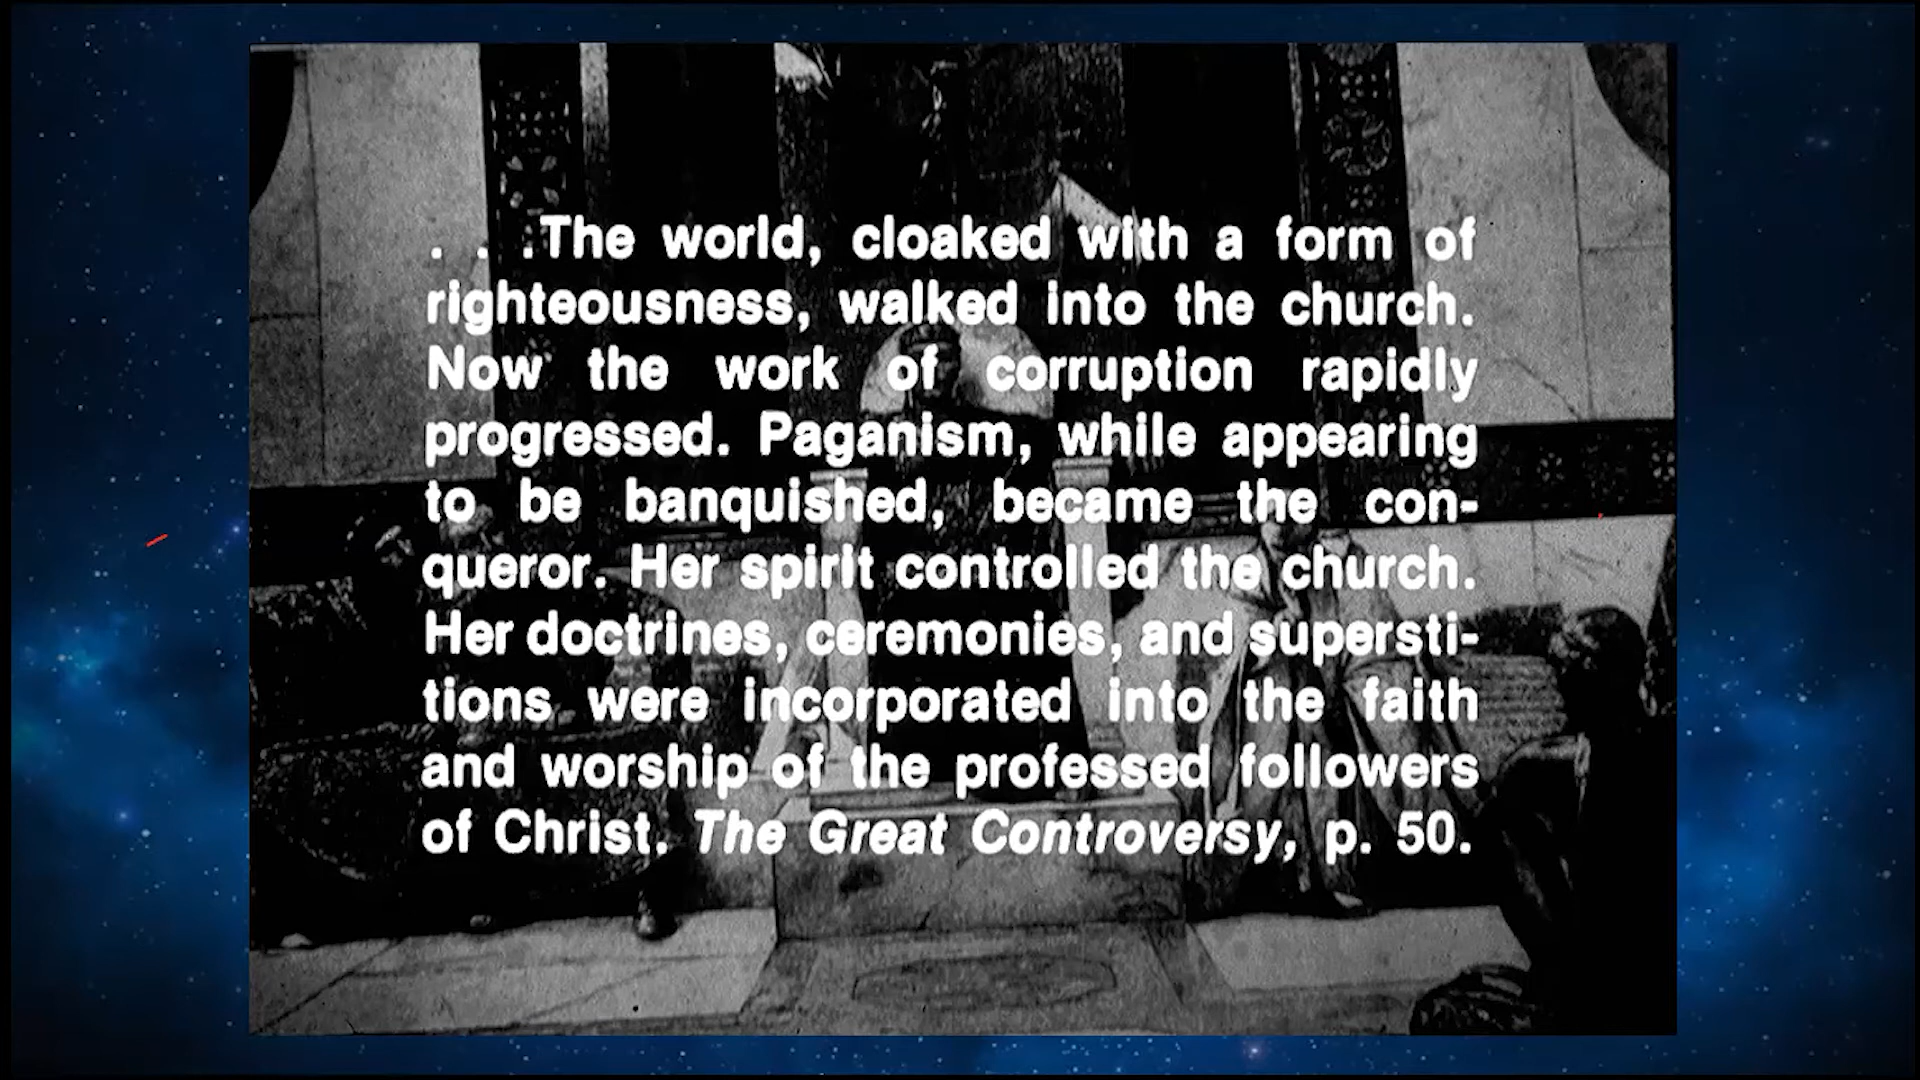 . . .The world, cloaked with a form of
righteousness, walked into the church.
Now the work of corruption rapidly
progressed. Paganism, while appearing
to be banquished, became the con-
queror. Her spirit controlled the church.
Her doctrines, ceremonies, and supersti-
tions were incorporated into the faith
and worship of the professed followers
of Christ. The Great Controversy, p. 50.